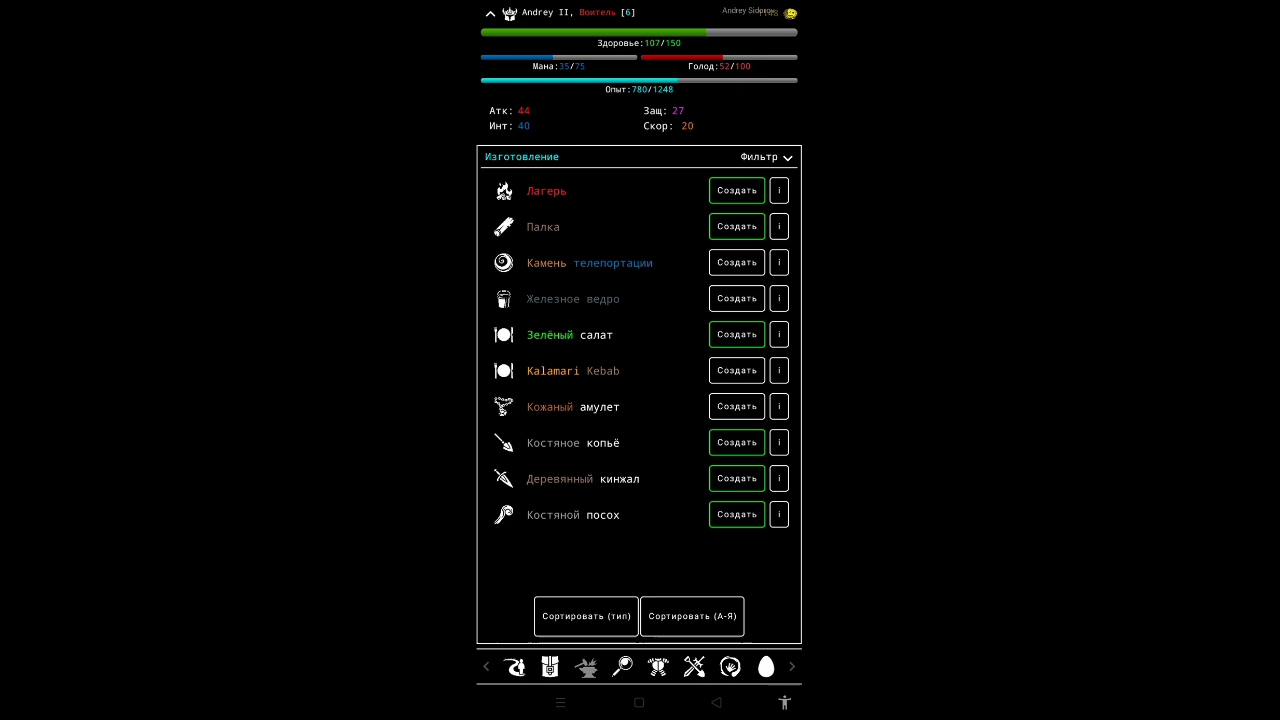 Andrey II, Воитель [6]
Andrey Sidorov
Здоровье:107/150
Мана:35/75 Голод:52/100
Опыт:780/1248
Атк: 44 Защ: 27
Инт: 40 Скор: 20
Изготовление Фильтр
Лагерь Создать i
Палка Создать i
Камень телепортации Создать i
Железное ведро Создать i
Зелёный салат Создать i
Kalamari Kebab Создать i
Кожаный амулет Создать i
Костяное копьё Создать i
Деревянный кинжал Создать i
Костяной посох Создать i
Сортировать (тип) Сортировать (А-Я)